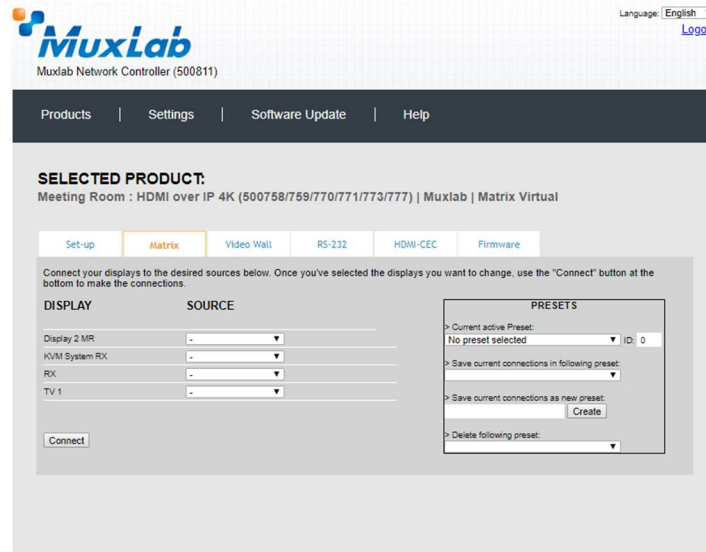 Language: English
Logo
MuxLab
Muxlab Network Controller (500811)
Products | Settings | Software Update | Help
SELECTED PRODUCT:
Meeting Room : HDMI over IP 4K (500758/759/770/771/773/777) | Muxlab | Matrix Virtual
Set-up Matrix Video Wall RS-232 HDMI-CEC Firmware
Connect your displays to the desired sources below. Once you've selected the displays you want to change, use the "Connect" button at the
bottom to make the connections.
DISPLAY SOURCE
Display 2 MR -
KVM System RX -
RX -
TV 1 -
Connect
PRESETS
> Current active Preset:
No preset selected ID: 0
> Save current connections in following preset:
> Save current connections as new preset:
Create
> Delete following preset: